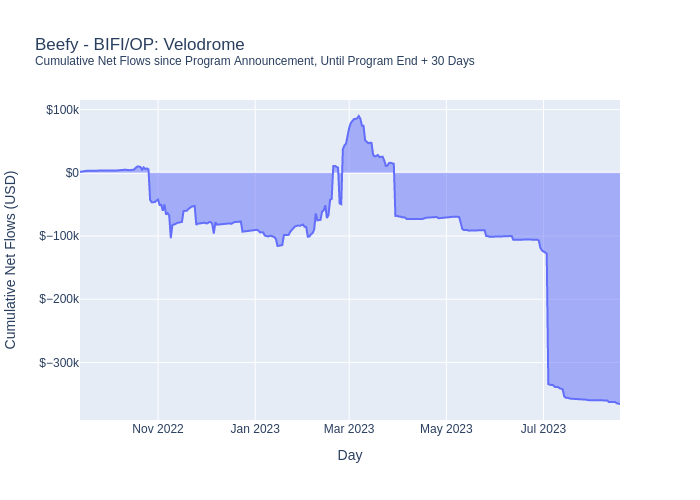 Beefy - BIFI/OP: Velodrome
Cumulative Net Flows since Program Announcement, Until Program End + 30 Days
Cumulative Net Flows (USD)
$100k
$0
$−100k
$−200k
$−300k
Nov 2022
Jan 2023
Mar 2023
May 2023
Jul 2023
Day